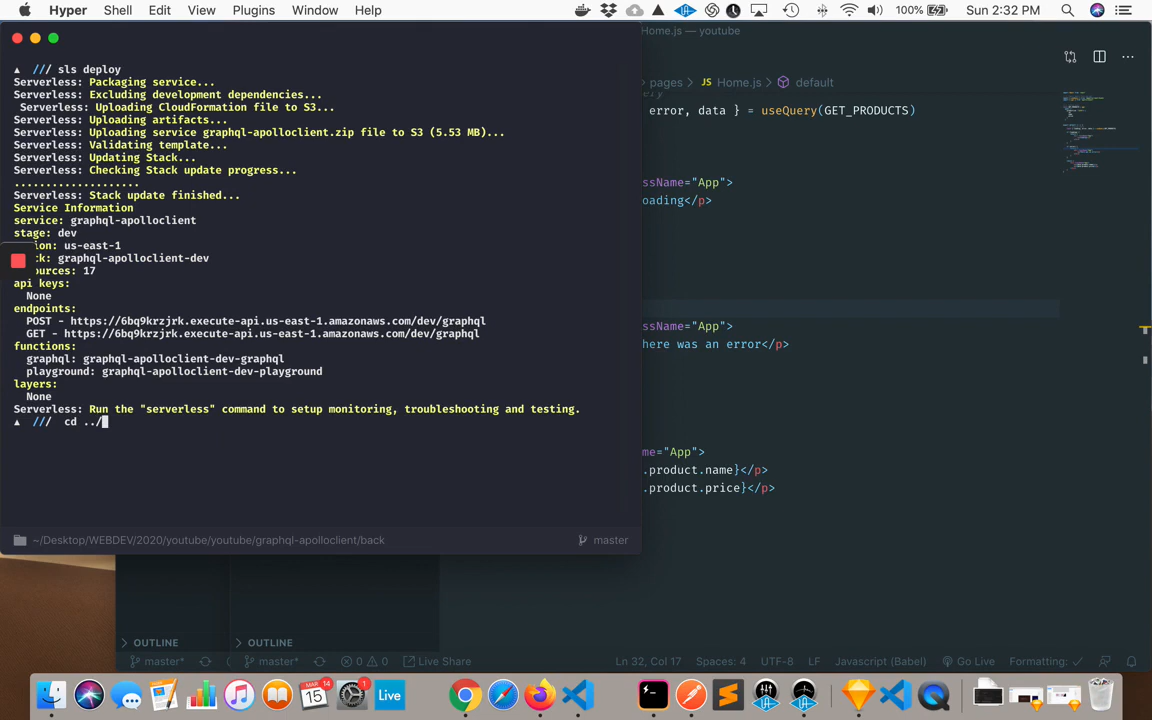 Hyper Shell Edit View Plugins Window Help 100% Sun 2:32 PM
Home.js — youtube
▲ /// sls deploy
Serverless: Packaging service...
Serverless: Excluding development dependencies...
Serverless: Uploading CloudFormation file to S3...
Serverless: Uploading artifacts...
Serverless: Uploading service graphql-apolloclient.zip file to S3 (5.53 MB)...
Serverless: Validating template...
Serverless: Updating Stack...
Serverless: Checking Stack update progress...
....................
Serverless: Stack update finished...
Service Information
service: graphql-apolloclient
stage: dev
ion: us-east-1
ck: graphql-apolloclient-dev
ources: 17
api keys:
None
endpoints:
POST - https://6bq9krzjrk.execute-api.us-east-1.amazonaws.com/dev/graphql
GET - https://6bq9krzjrk.execute-api.us-east-1.amazonaws.com/dev/graphql
functions:
graphql: graphql-apolloclient-dev-graphql
playground: graphql-apolloclient-dev-playground
layers:
None
Serverless: Run the "serverless" command to setup monitoring, troubleshooting and testing.
▲ /// cd ../
~/Desktop/WEBDEV/2020/youtube/youtube/graphql-apolloclient/back master
pages > JS Home.js > default
error, data } = useQuery(GET_PRODUCTS)
ssName="App">
oading</p>
ssName="App">
here was an error</p>
me="App">
.product.name}</p>
.product.price}</p>
> OUTLINE > OUTLINE
master* master* 0 0 Live Share Ln 32, Col 17 Spaces: 4 UTF-8 LF Javascript (Babel) Go Live Formatting: ✓
MAR 14
15
1
Live